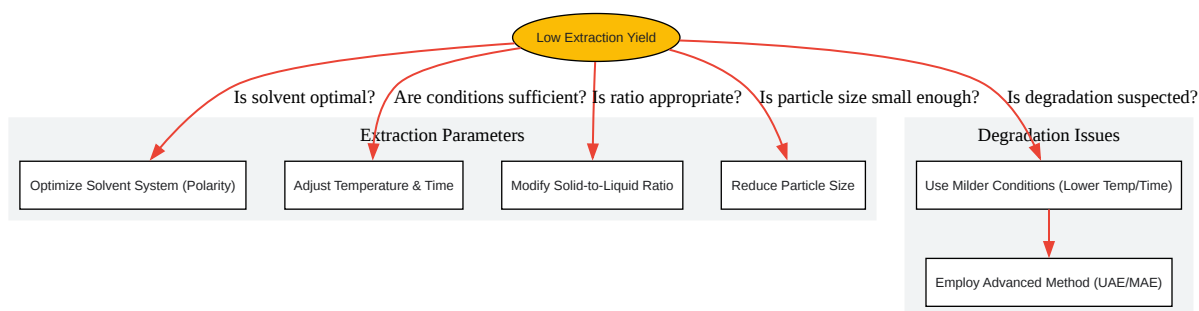 Low Extraction Yield
Is solvent optimal?
Are conditions sufficient?
Is ratio appropriate?
Is particle size small enough?
Is degradation suspected?
Extraction Parameters
Degradation Issues
Optimize Solvent System (Polarity)
Adjust Temperature & Time
Modify Solid-to-Liquid Ratio
Reduce Particle Size
Use Milder Conditions (Lower Temp/Time)
Employ Advanced Method (UAE/MAE)